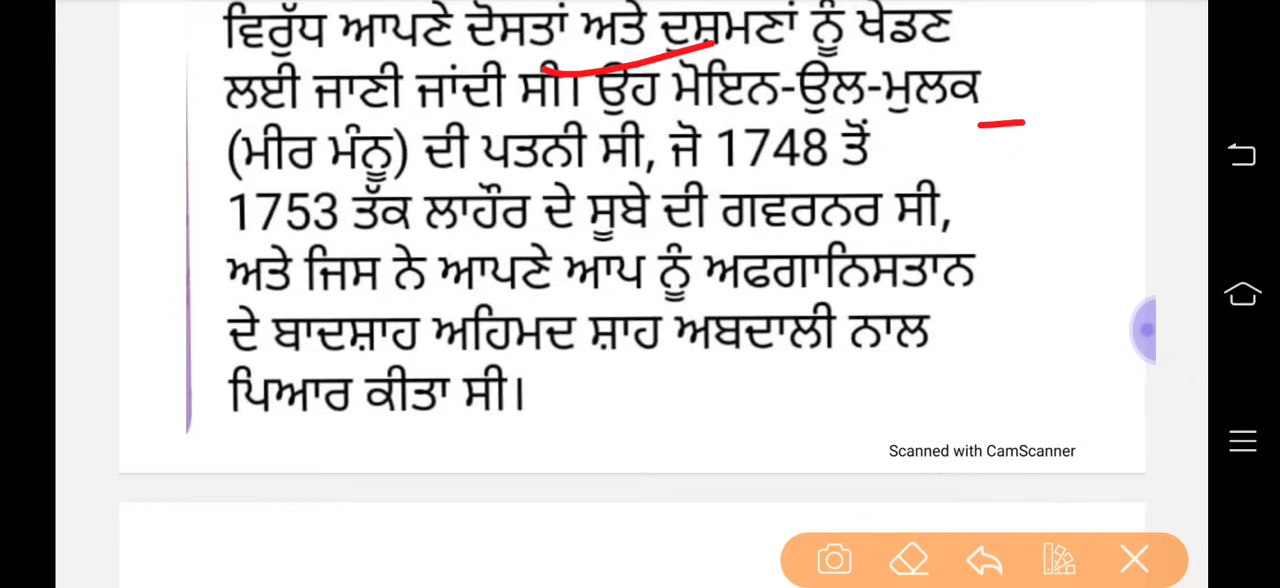 ਵਿਰੁੱਧ ਆਪਣੇ ਦੋਸਤਾਂ ਅਤੇ ਦੁਸ਼ਮਣਾਂ ਨੂੰ ਖੇਡਣ
ਲਈ ਜਾਣੀ ਜਾਂਦੀ ਸੀ। ਉਹ ਮੋਇਨ-ਉਲ-ਮੁਲਕ
(ਮੀਰ ਮੰਨੂ) ਦੀ ਪਤਨੀ ਸੀ, ਜੋ 1748 ਤੋਂ
1753 ਤੱਕ ਲਾਹੌਰ ਦੇ ਸੂਬੇ ਦੀ ਗਵਰਨਰ ਸੀ,
ਅਤੇ ਜਿਸ ਨੇ ਆਪਣੇ ਆਪ ਨੂੰ ਅਫਗਾਨਿਸਤਾਨ
ਦੇ ਬਾਦਸ਼ਾਹ ਅਹਿਮਦ ਸ਼ਾਹ ਅਬਦਾਲੀ ਨਾਲ
ਪਿਆਰ ਕੀਤਾ ਸੀ।
Scanned with CamScanner